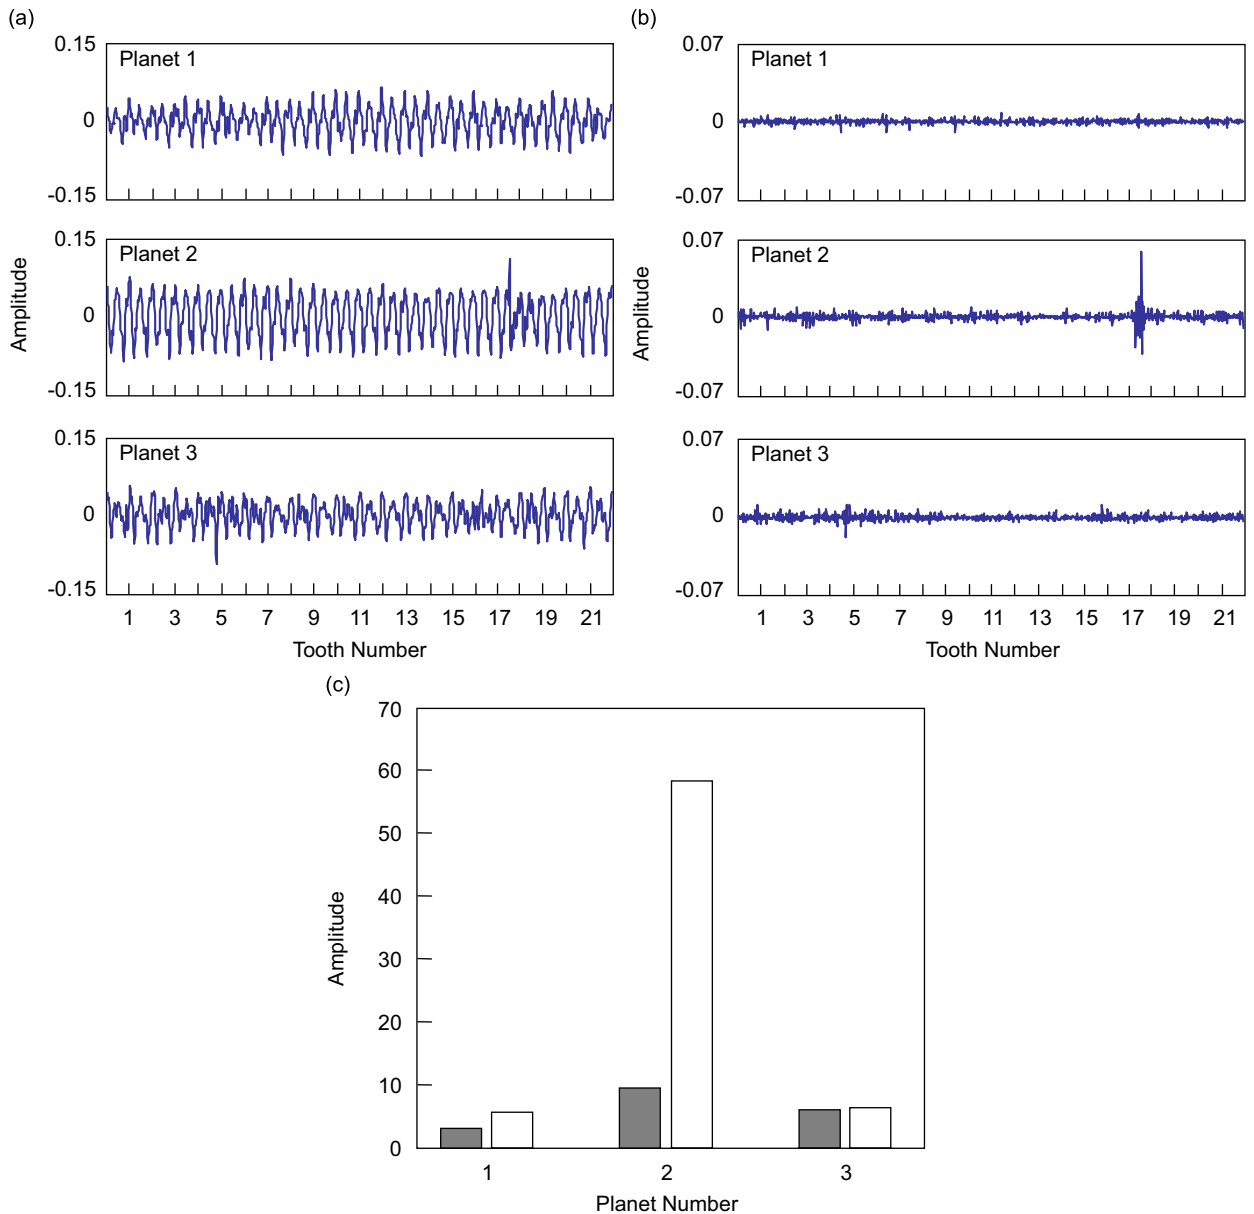 (a)
0.15
Planet 1
0
-0.15
0.15
Planet 2
0
-0.15
0.15
Planet 3
0
-0.15
Amplitude
1 3 5 7 9 11 13 15 17 19 21
Tooth Number
(b)
0.07
Planet 1
0
-0.07
0.07
Planet 2
0
-0.07
0.07
Planet 3
0
-0.07
Amplitude
1 3 5 7 9 11 13 15 17 19 21
Tooth Number
(c)
70
60
50
40
30
20
10
0
Amplitude
1 2 3
Planet Number